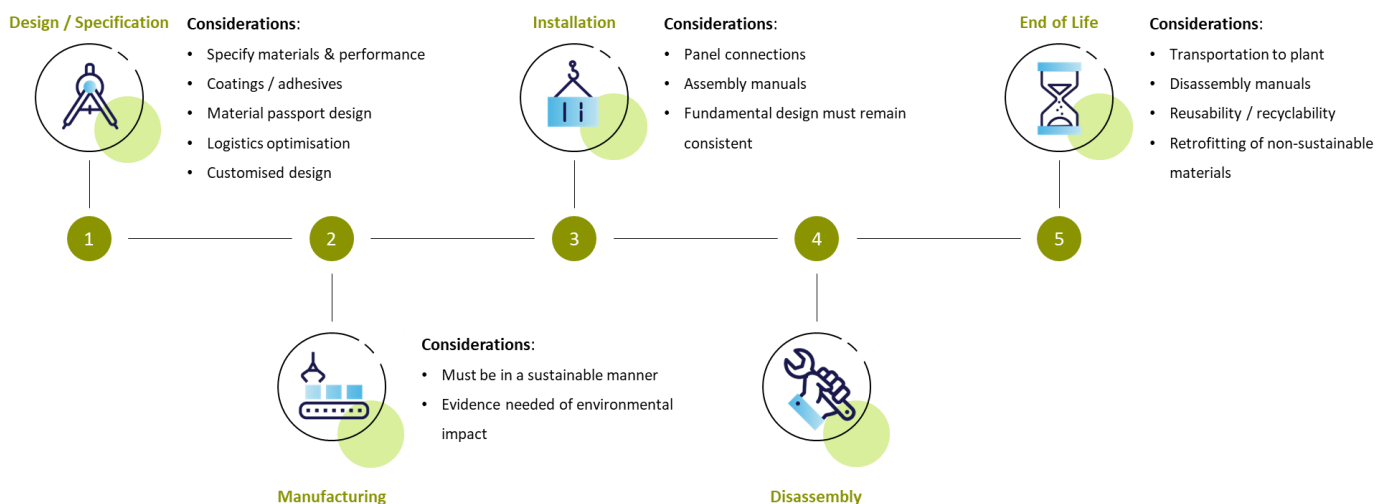 Design / Specification
Considerations:
• Specify materials & performance
• Coatings / adhesives
• Material passport design
• Logistics optimisation
• Customised design
Installation
Considerations:
• Panel connections
• Assembly manuals
• Fundamental design must remain
consistent
End of Life
Considerations:
• Transportation to plant
• Disassembly manuals
• Reusability / recyclability
• Retrofitting of non-sustainable
materials
1
2
3
4
5
Considerations:
• Must be in a sustainable manner
• Evidence needed of environmental
impact
Manufacturing
Disassembly